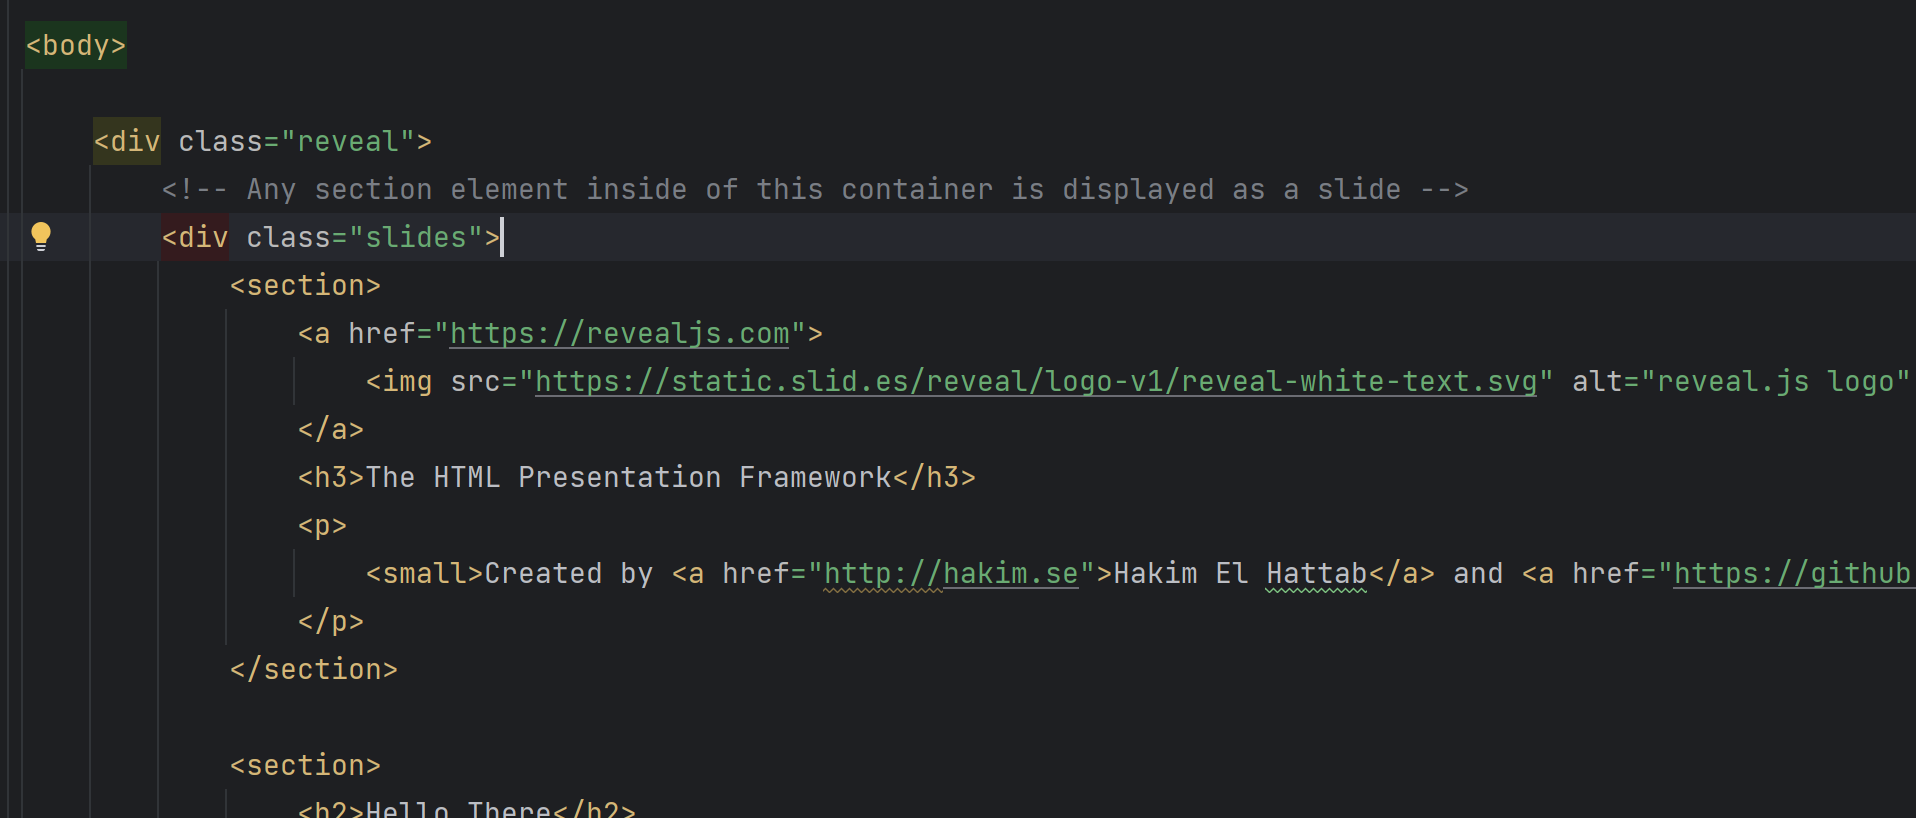 <body>
<div class="reveal">
<!-- Any section element inside of this container is displayed as a slide -->
<div class="slides">
<section>
<a href="https://revealjs.com">
<img src="https://static.slid.es/reveal/logo-v1/reveal-white-text.svg" alt="reveal.js logo"
</a>
<h3>The HTML Presentation Framework</h3>
<p>
<small>Created by <a href="http://hakim.se">Hakim El Hattab</a> and <a href="https://github
</p>
</section>
<section>
<h2>Hello There</h2>